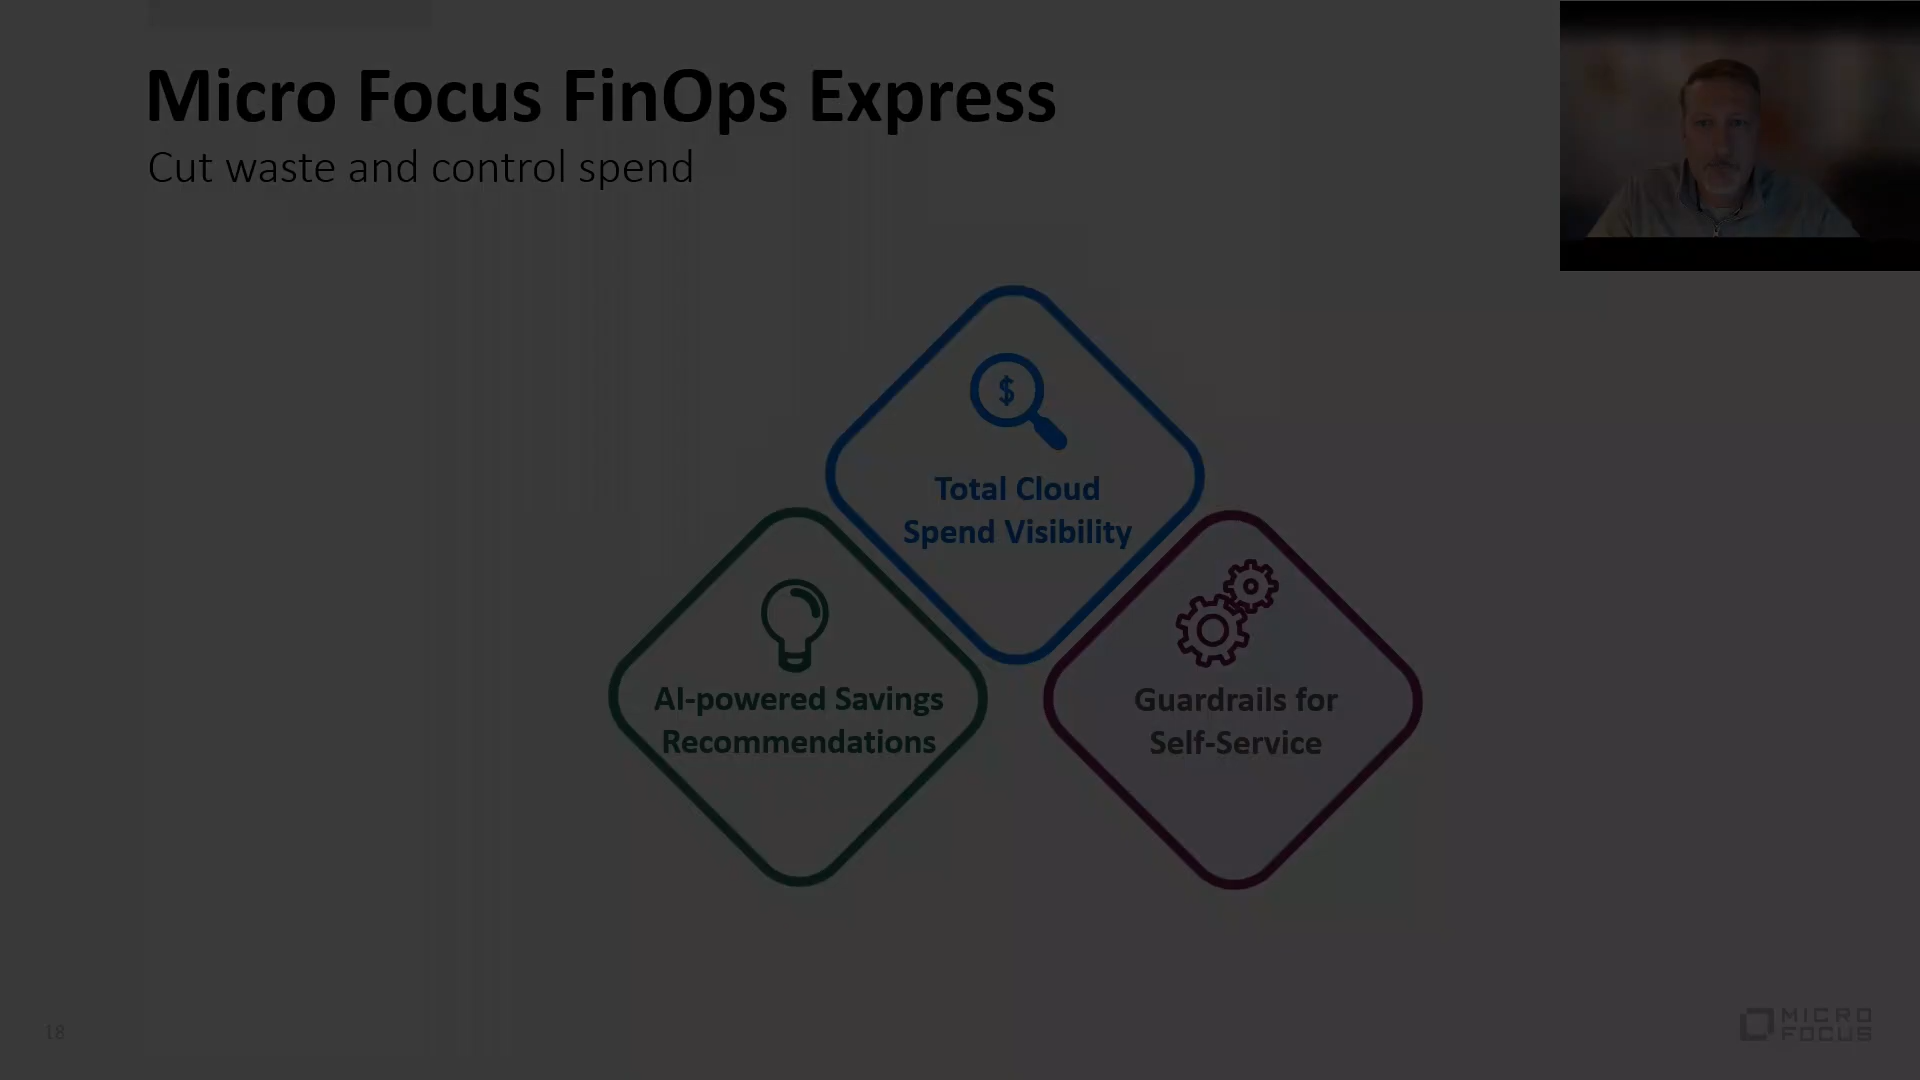 Micro Focus FinOps Express
Cut waste and control spend
$
Total Cloud
Spend Visibility
AI-powered Savings
Recommendations
Guardrails for
Self-Service
18
MICRO
FOCUS